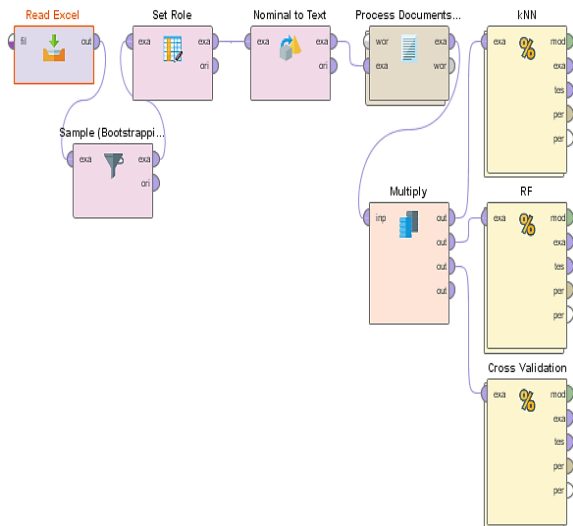 Read Excel
fil out
Set Role
exa exa
ori
Nominal to Text
exa exa
ori
Process Documents...
wor exa
exa wor
kNN
exa mod
exa
tes
per
per
Sample (Bootstrappi...
exa exa
ori
Multiply
inp out
out
out
out
RF
exa mod
exa
tes
per
per
Cross Validation
exa mod
exa
tes
per
per